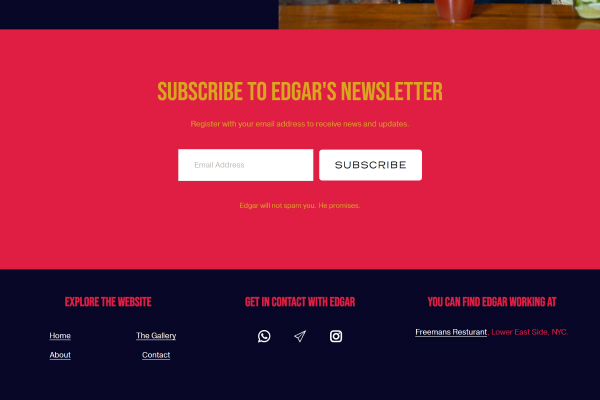 SUBSCRIBE TO EDGAR'S NEWSLETTER
Register with your email address to receive news and updates.
Email Address
SUBSCRIBE
Edgar will not spam you. He promises.
EXPLORE THE WEBSITE
Home
The Gallery
About
Contact
GET IN CONTACT WITH EDGAR
YOU CAN FIND EDGAR WORKING AT
Freemans Resturant, Lower East Side, NYC.